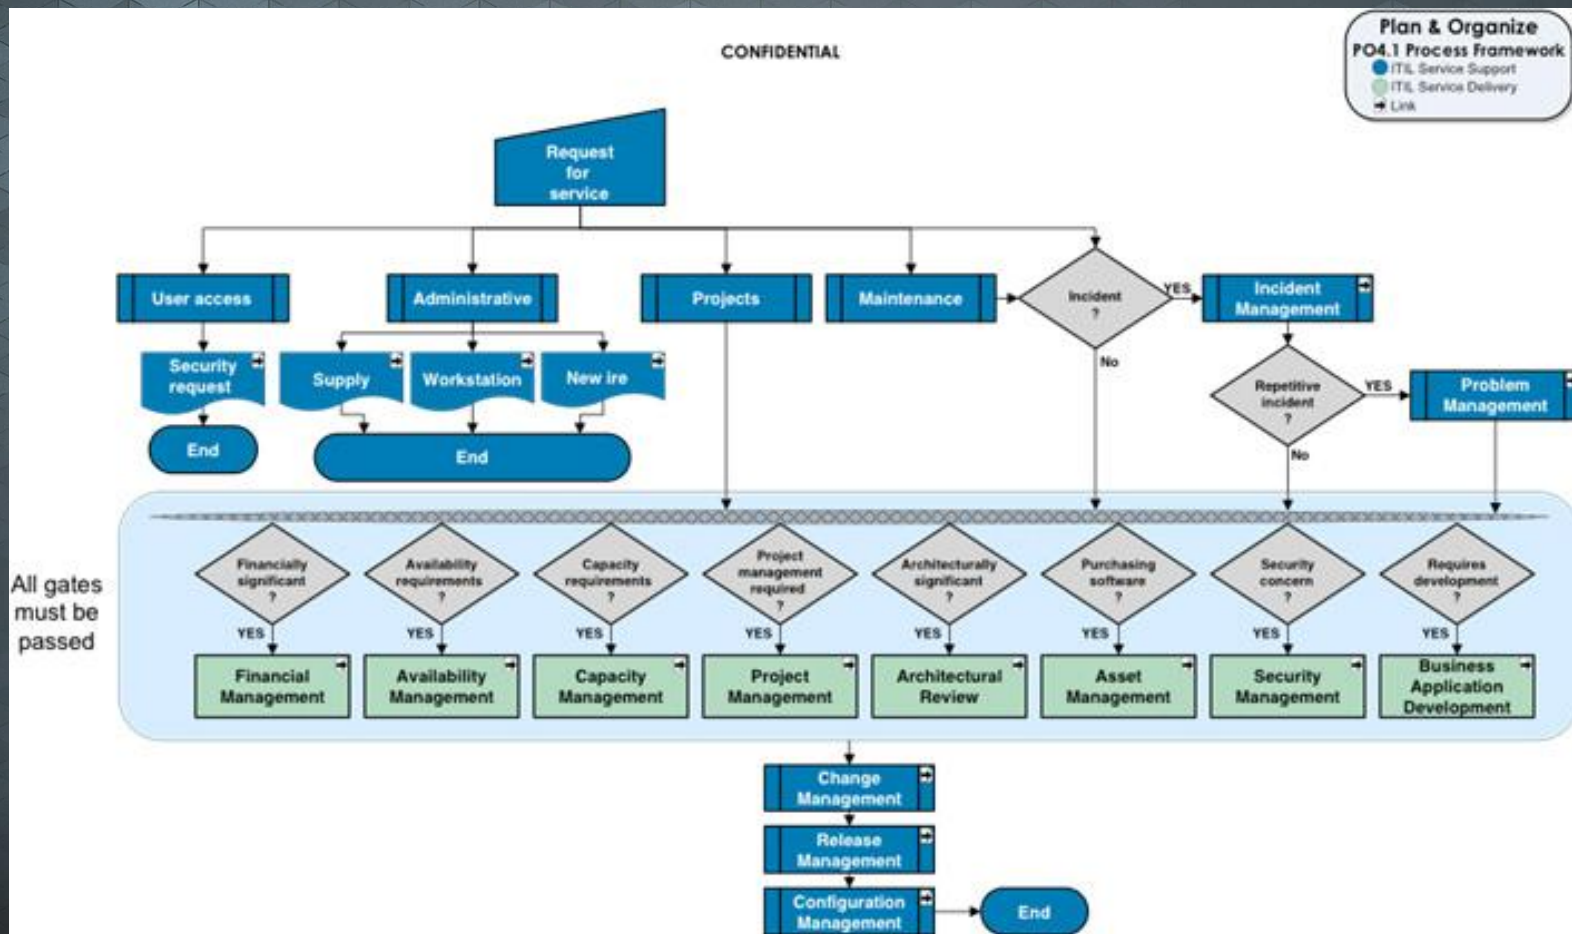 CONFIDENTIAL
Plan & Organize
PO4.1 Process Framework
ITIL Service Support
ITIL Service Delivery
Link
Request
for
service
User access
Administrative
Projects
Maintenance
Incident
?
YES
Incident
Management
No
Security
request
Supply
Workstation
New ire
Repetitive
incident
?
YES
Problem
Management
No
End
End
All gates
must be
passed
Financially
significant
?
Availability
requirements
?
Capacity
requirements
?
Project
management
required
?
Architecturally
significant
?
Purchasing
software
?
Security
concern
?
Requires
development
?
YES
YES
YES
YES
YES
YES
YES
YES
Financial
Management
Availability
Management
Capacity
Management
Project
Management
Architectural
Review
Asset
Management
Security
Management
Business
Application
Development
Change
Management
Release
Management
Configuration
Management
End